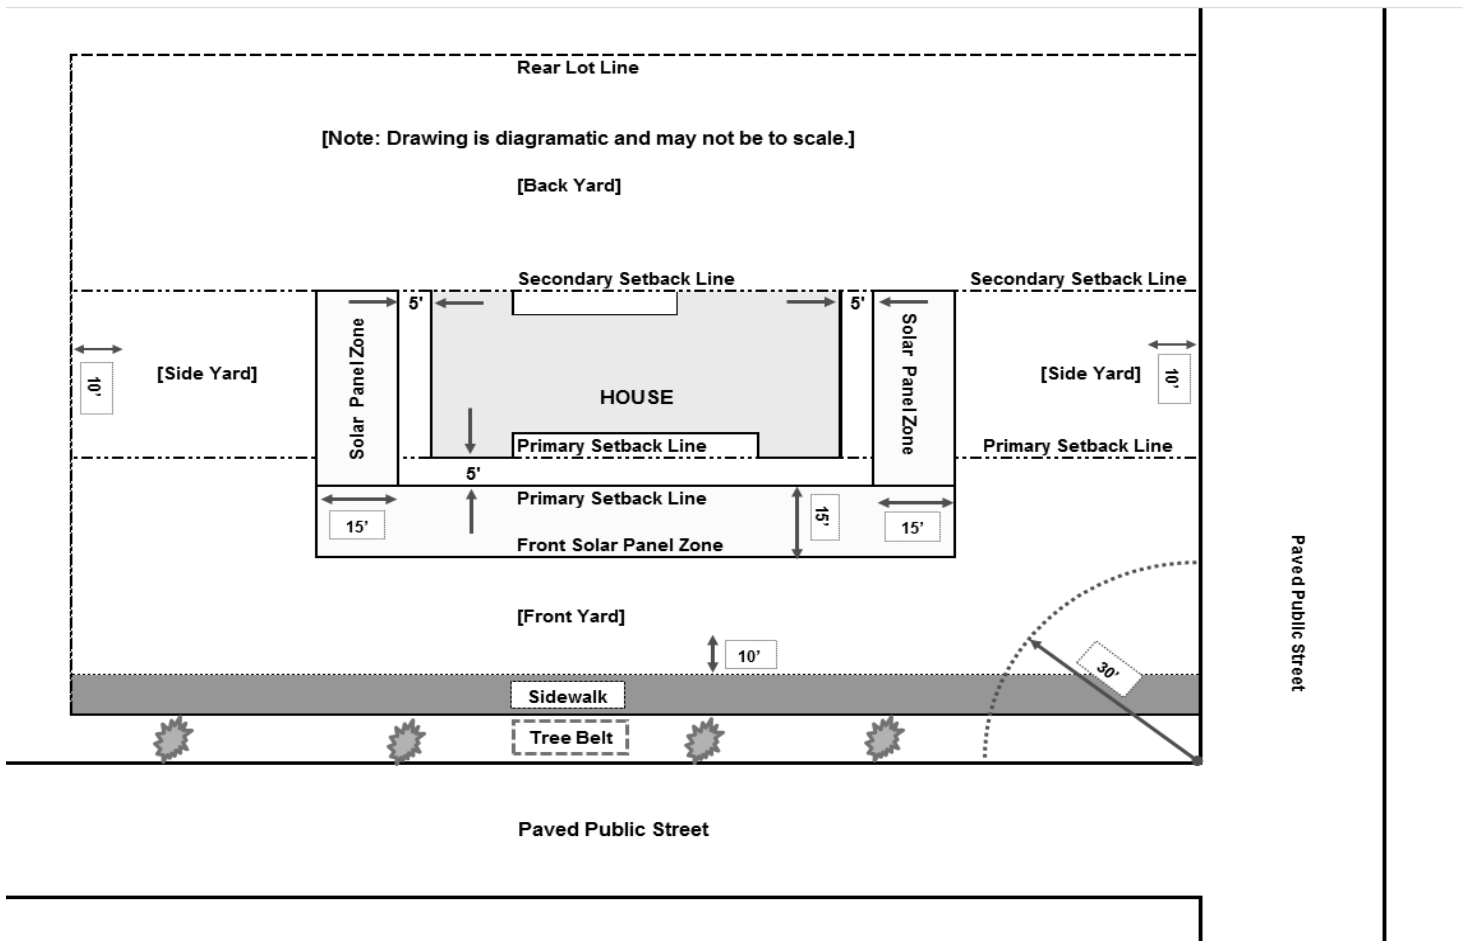 Rear Lot Line
[Note: Drawing is diagramatic and may not be to scale.]
[Back Yard]
Secondary Setback Line
Secondary Setback Line
5'
5'
Solar Panel Zone
Solar Panel Zone
[Side Yard]
[Side Yard]
10'
10'
HOUSE
Primary Setback Line
Primary Setback Line
5'
Primary Setback Line
15'
15'
15'
Front Solar Panel Zone
[Front Yard]
10'
30'
Paved Public Street
Sidewalk
Tree Belt
Paved Public Street